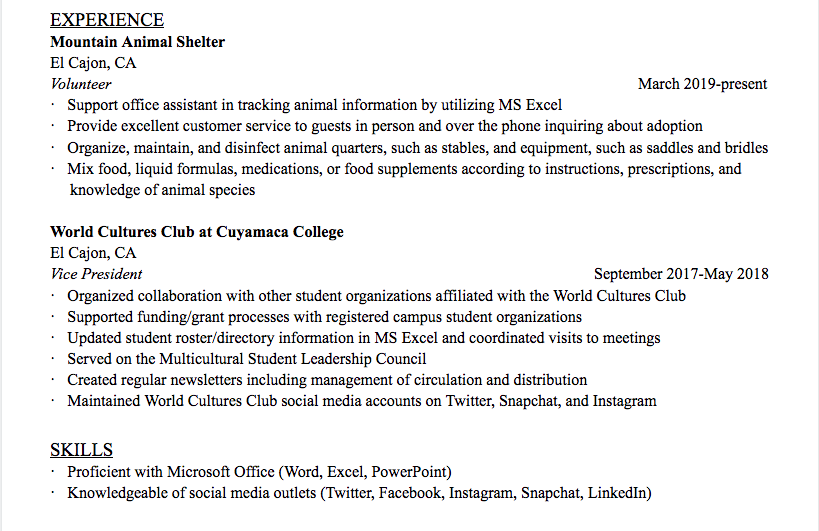 EXPERIENCE
Mountain Animal Shelter
El Cajon, CA
Volunteer March 2019-present
· Support office assistant in tracking animal information by utilizing MS Excel
· Provide excellent customer service to guests in person and over the phone inquiring about adoption
· Organize, maintain, and disinfect animal quarters, such as stables, and equipment, such as saddles and bridles
· Mix food, liquid formulas, medications, or food supplements according to instructions, prescriptions, and
knowledge of animal species
World Cultures Club at Cuyamaca College
El Cajon, CA
Vice President September 2017-May 2018
· Organized collaboration with other student organizations affiliated with the World Cultures Club
· Supported funding/grant processes with registered campus student organizations
· Updated student roster/directory information in MS Excel and coordinated visits to meetings
· Served on the Multicultural Student Leadership Council
· Created regular newsletters including management of circulation and distribution
· Maintained World Cultures Club social media accounts on Twitter, Snapchat, and Instagram
SKILLS
· Proficient with Microsoft Office (Word, Excel, PowerPoint)
· Knowledgeable of social media outlets (Twitter, Facebook, Instagram, Snapchat, LinkedIn)